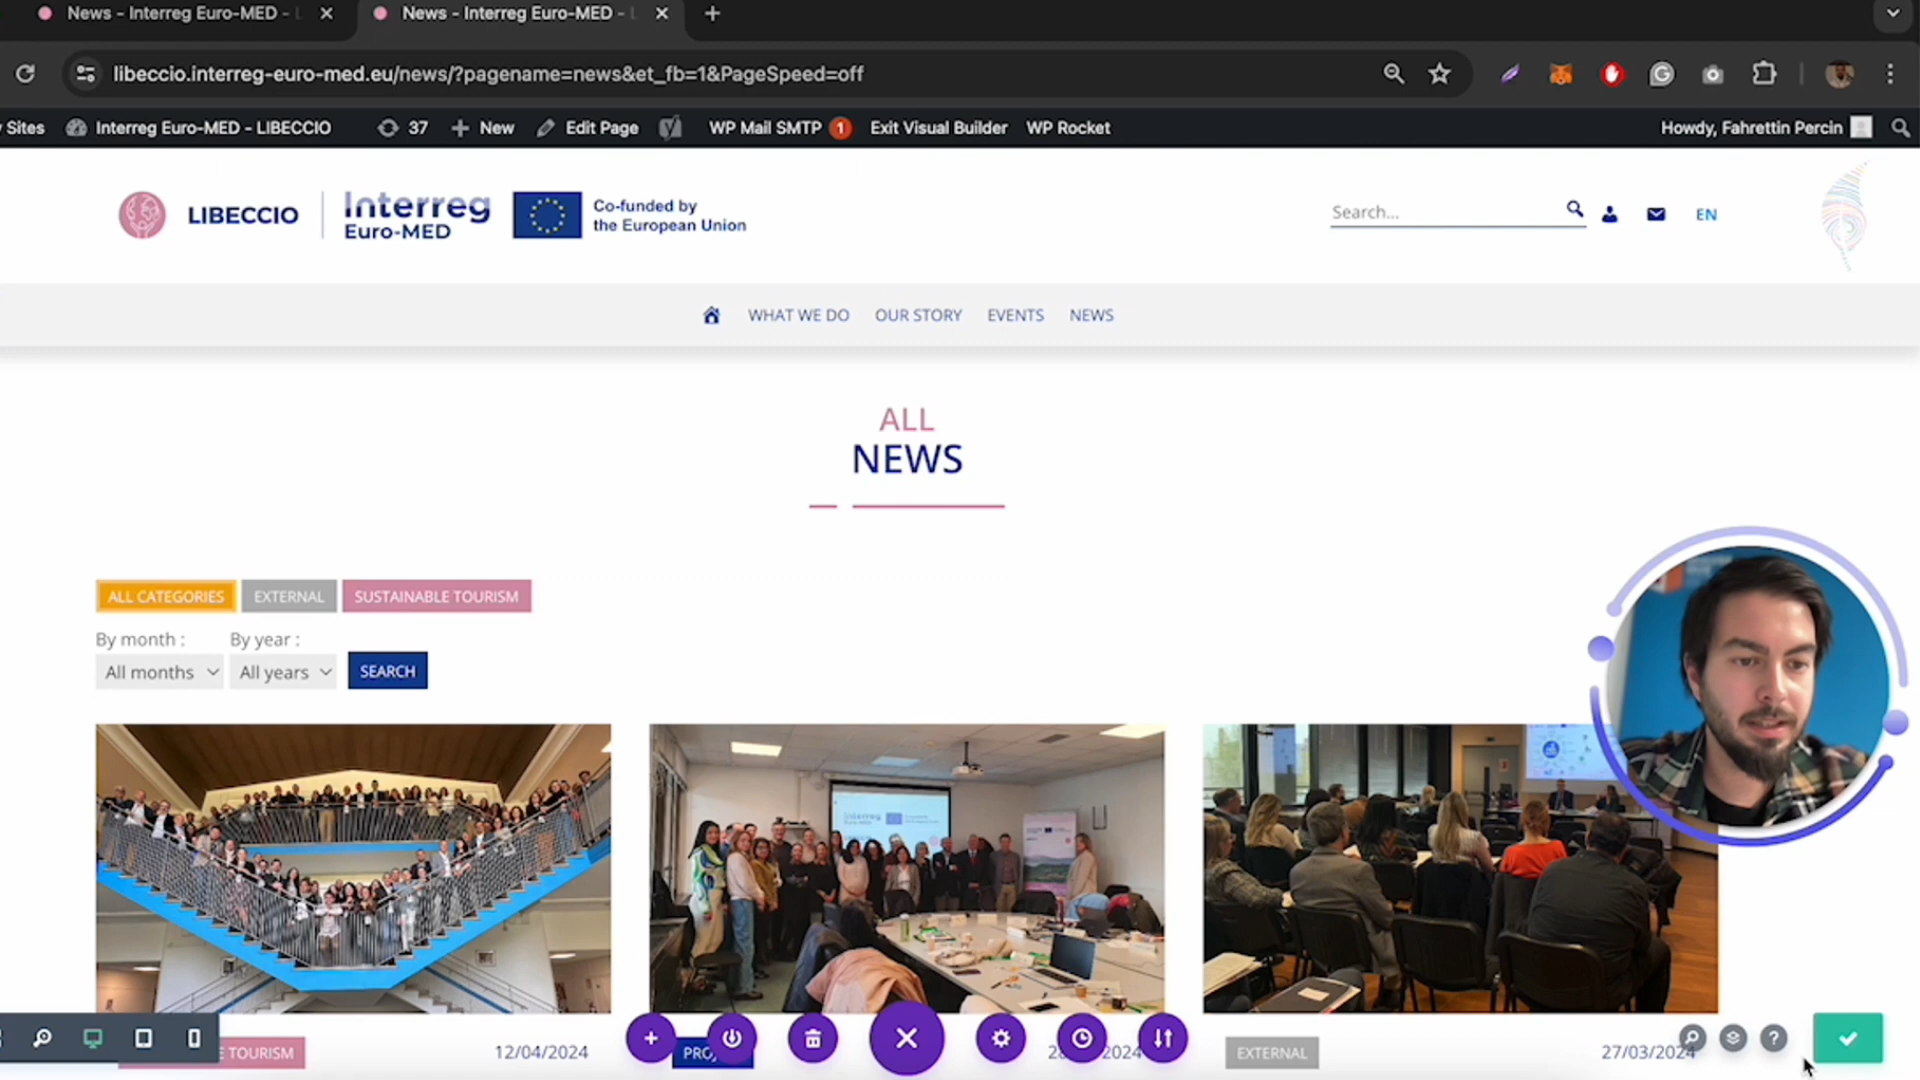 News - Interreg Euro-MED -
News - Interreg Euro-MED -
libeccio.interreg-euro-med.eu/news/?pagename=news&et_fb=1&PageSpeed=off
Sites Interreg Euro-MED - LIBECCIO 37 New Edit Page WP Mail SMTP 1 Exit Visual Builder WP Rocket Howdy, Fahrettin Percin
LIBECCIO Interreg Euro-MED Co-funded by the European Union
Search... EN
WHAT WE DO OUR STORY EVENTS NEWS
ALL
NEWS
ALL CATEGORIES EXTERNAL SUSTAINABLE TOURISM
By month : By year :
All months All years SEARCH
Interreg
TOURISM 12/04/2024 PRO 2024 EXTERNAL 27/03/2024